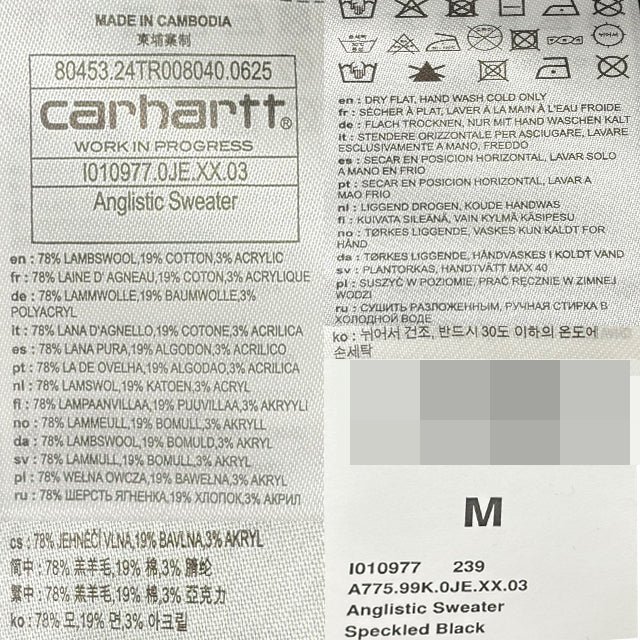 MADE IN CAMBODIA
柬埔寨制
80453.24TR008040.0625
carhartt®
WORK IN PROGRESS
I010977.0JE.XX.03
Anglistic Sweater
en : 78% LAMBSWOOL,19% COTTON,3% ACRYLIC
fr : 78% LAINE D' AGNEAU,19% COTON,3% ACRYLIQUE
de : 78% LAMMWOLLE,19% BAUMWOLLE,3%
POLYACRYL
it : 78% LANA D'AGNELLO,19% COTONE,3% ACRILICA
es : 78% LANA PURA,19% ALGODÓN,3% ACRILICO
pt : 78% LA DE OVELHA,19% ALGODAO,3% ACRILICA
nl : 78% LAMSWOL,19% KATOEN,3% ACRYL
fi : 78% LAMPAANVILLAA,19% PUUVILLAA,3% AKRYYLI
no : 78% LAMMEULL,19% BOMULL,3% AKRYLL
da : 78% LAMBSWOOL,19% BOMULD,3% AKRYL
sv : 78% LAMMULL,19% BOMULL,3% AKRYL
pl : 78% WEŁNA OWCZA,19% BAWEŁNA,3% AKRYL
ru : 78% ШЕРСТЬ ЯГНЕНКА,19% ХЛОПОК,3% АКРИЛ
cs : 78% JEHNĚČÍ VLNA,19% BAVLNA,3% AKRYL
简中 : 78% 羔羊毛,19% 棉,3% 腈纶
繁中 : 78% 羔羊毛,19% 棉,3% 亞克力
ko : 78% 모,19% 면,3% 아크릴
en : DRY FLAT, HAND WASH COLD ONLY
fr : SÉCHER À PLAT, LAVER À LA MAIN À L'EAU FROIDE
de : FLACH TROCKNEN, NUR MIT HAND WASCHEN KALT
it : STENDERE ORIZZONTALE PER ASCIUGARE, LAVARE
ESCLUSIVAMENTE A MANO, FREDDO
es : SECAR EN POSICION HORIZONTAL, LAVAR SOLO
A MANO EN FRIO
pt : SECAR EN POSICION HORIZONTAL, LAVAR A
MAO FRIO
nl : LIGGEND DROGEN, KOUDE HANDWAS
fi : KUIVATA SILEÄNÄ, VAIN KYLMÄ KÄSIPESU
no : TØRKES LIGGENDE, VASKES KUN KALDT FOR
HÅND
da : TØRKES LIGGENDE, HÅNDVASKES I KOLDT VAND
sv : PLANTORKAS, HANDTVÄTT MAX 40
pl : SUSZYĆ W POZIOMIE, PRAĆ RĘCZNIE W ZIMNEJ
WODZI
ru : СУШИТЬ РАЗЛОЖЕННЫМ, РУЧНАЯ СТИРКА В
ХОЛОДНОЙ ВОДЕ
ko : 뉘어서 건조, 반드시 30도 이하의 온도에
손세탁
M
I010977 239
A775.99K.0JE.XX.03
Anglistic Sweater
Speckled Black